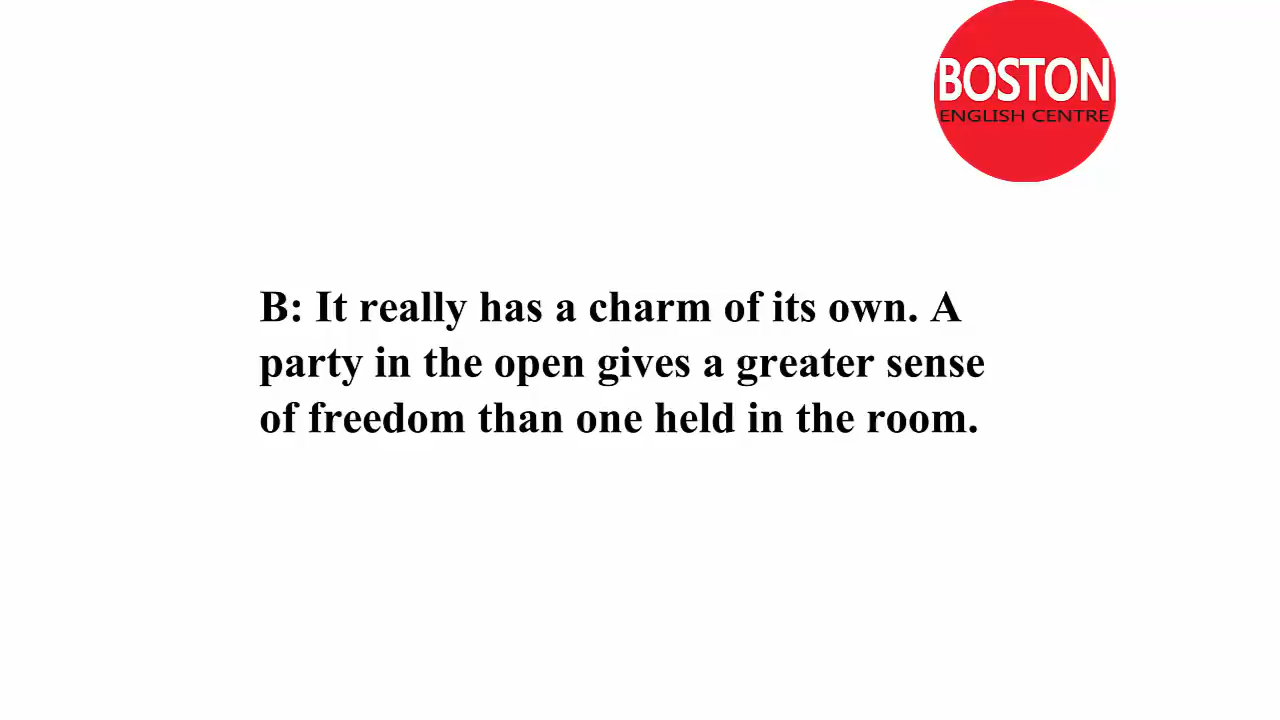 BOSTON
ENGLISH CENTRE
B: It really has a charm of its own. A
party in the open gives a greater sense
of freedom than one held in the room.